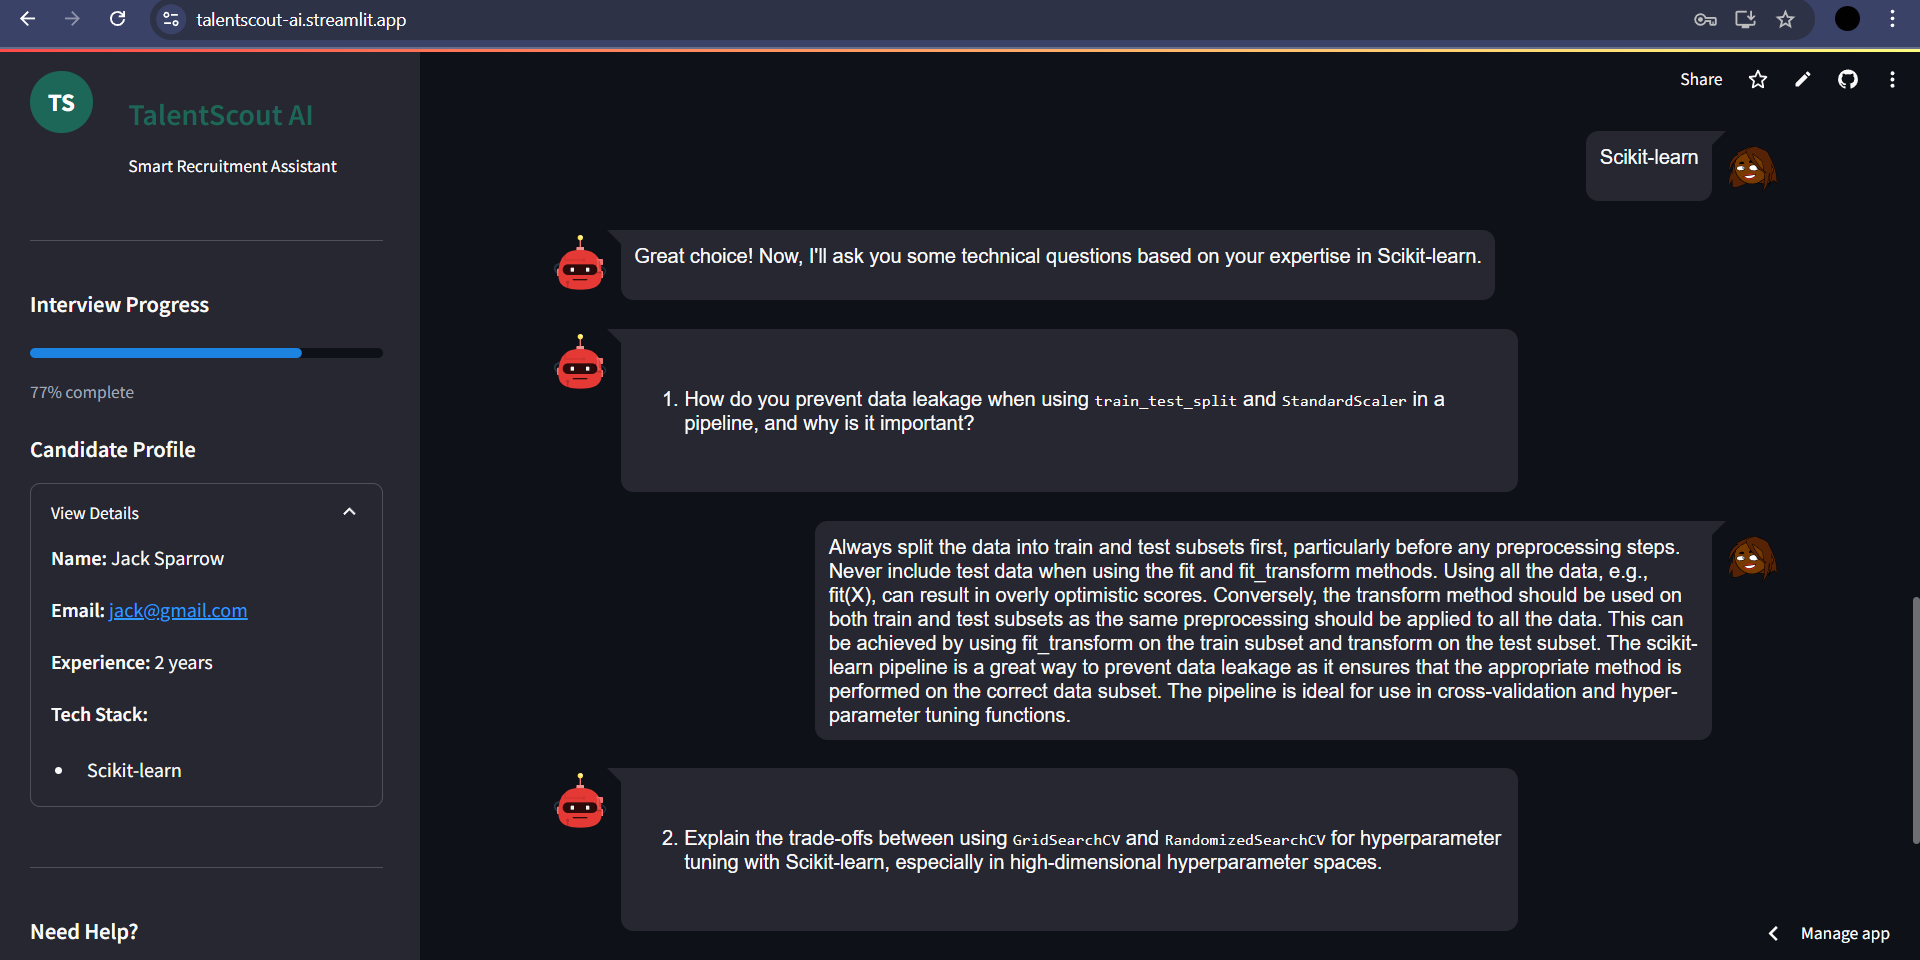 talentscout-ai.streamlit.app
TS
TalentScout AI
Smart Recruitment Assistant
Interview Progress
77% complete
Candidate Profile
View Details
Name: Jack Sparrow
Email: jack@gmail.com
Experience: 2 years
Tech Stack:
• Scikit-learn
Need Help?
Share
Scikit-learn
Great choice! Now, I'll ask you some technical questions based on your expertise in Scikit-learn.
1. How do you prevent data leakage when using train_test_split and StandardScaler in a
pipeline, and why is it important?
Always split the data into train and test subsets first, particularly before any preprocessing steps.
Never include test data when using the fit and fit_transform methods. Using all the data, e.g.,
fit(X), can result in overly optimistic scores. Conversely, the transform method should be used on
both train and test subsets as the same preprocessing should be applied to all the data. This can
be achieved by using fit_transform on the train subset and transform on the test subset. The scikit-
learn pipeline is a great way to prevent data leakage as it ensures that the appropriate method is
performed on the correct data subset. The pipeline is ideal for use in cross-validation and hyper-
parameter tuning functions.
2. Explain the trade-offs between using GridSearchCV and RandomizedSearchCV for hyperparameter
tuning with Scikit-learn, especially in high-dimensional hyperparameter spaces.
Manage app